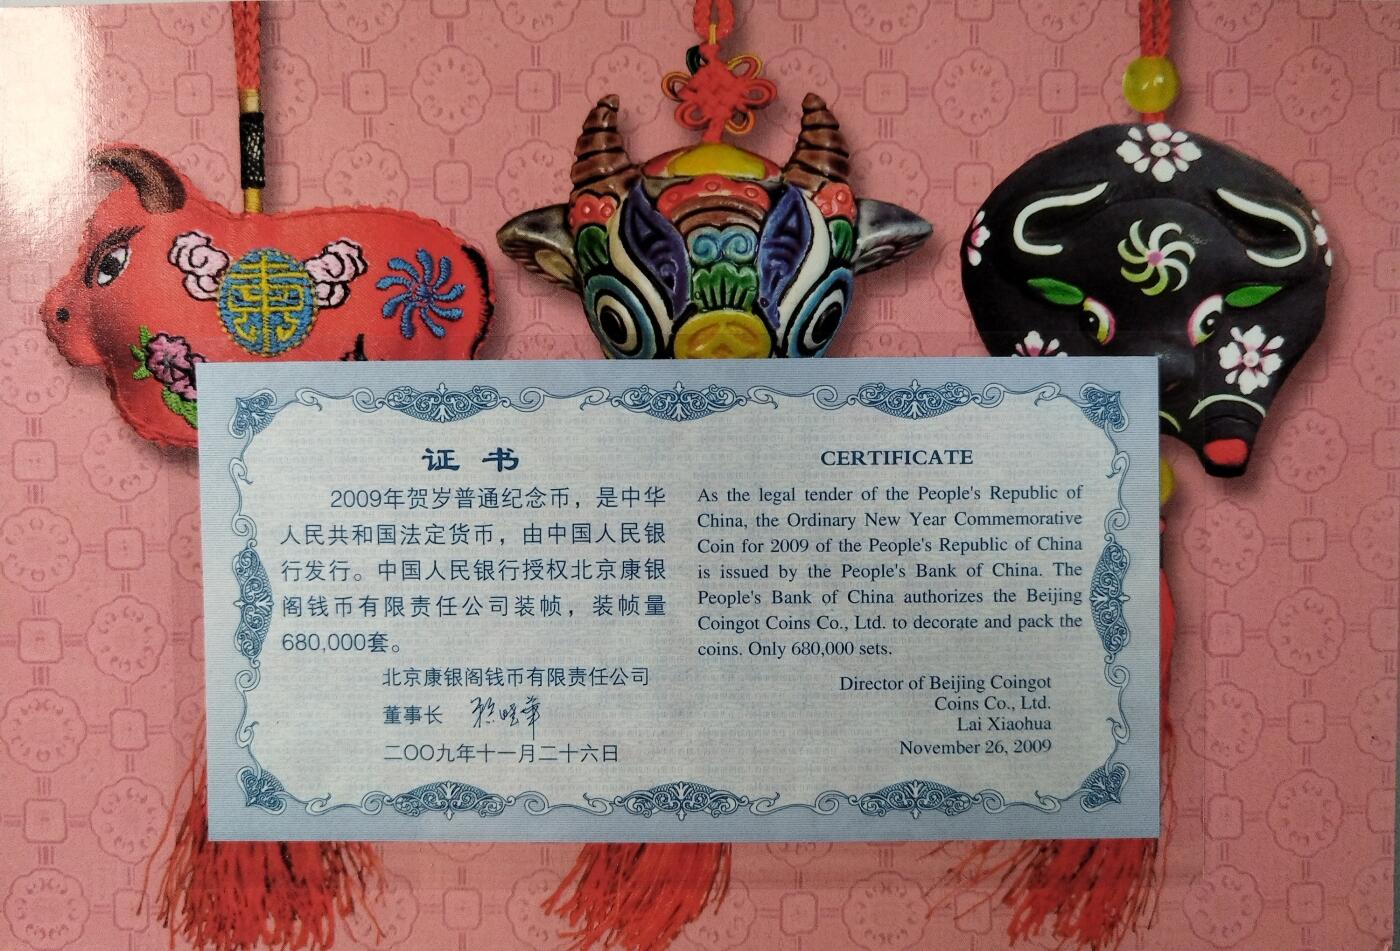 证书
2009年贺岁普通纪念币，是中华
人民共和国法定货币，由中国人民银
行发行。中国人民银行授权北京康银
阁钱币有限责任公司装帧，装帧量
680,000套。
北京康银阁钱币有限责任公司
董事长 赖晓华
二〇〇九年十一月二十六日
CERTIFICATE
As the legal tender of the People's Republic of
China, the Ordinary New Year Commemorative
Coin for 2009 of the People's Republic of China
is issued by the People's Bank of China. The
People's Bank of China authorizes the Beijing
Coingot Coins Co., Ltd. to decorate and pack the
coins. Only 680,000 sets.
Director of Beijing Coingot
Coins Co., Ltd.
Lai Xiaohua
November 26, 2009